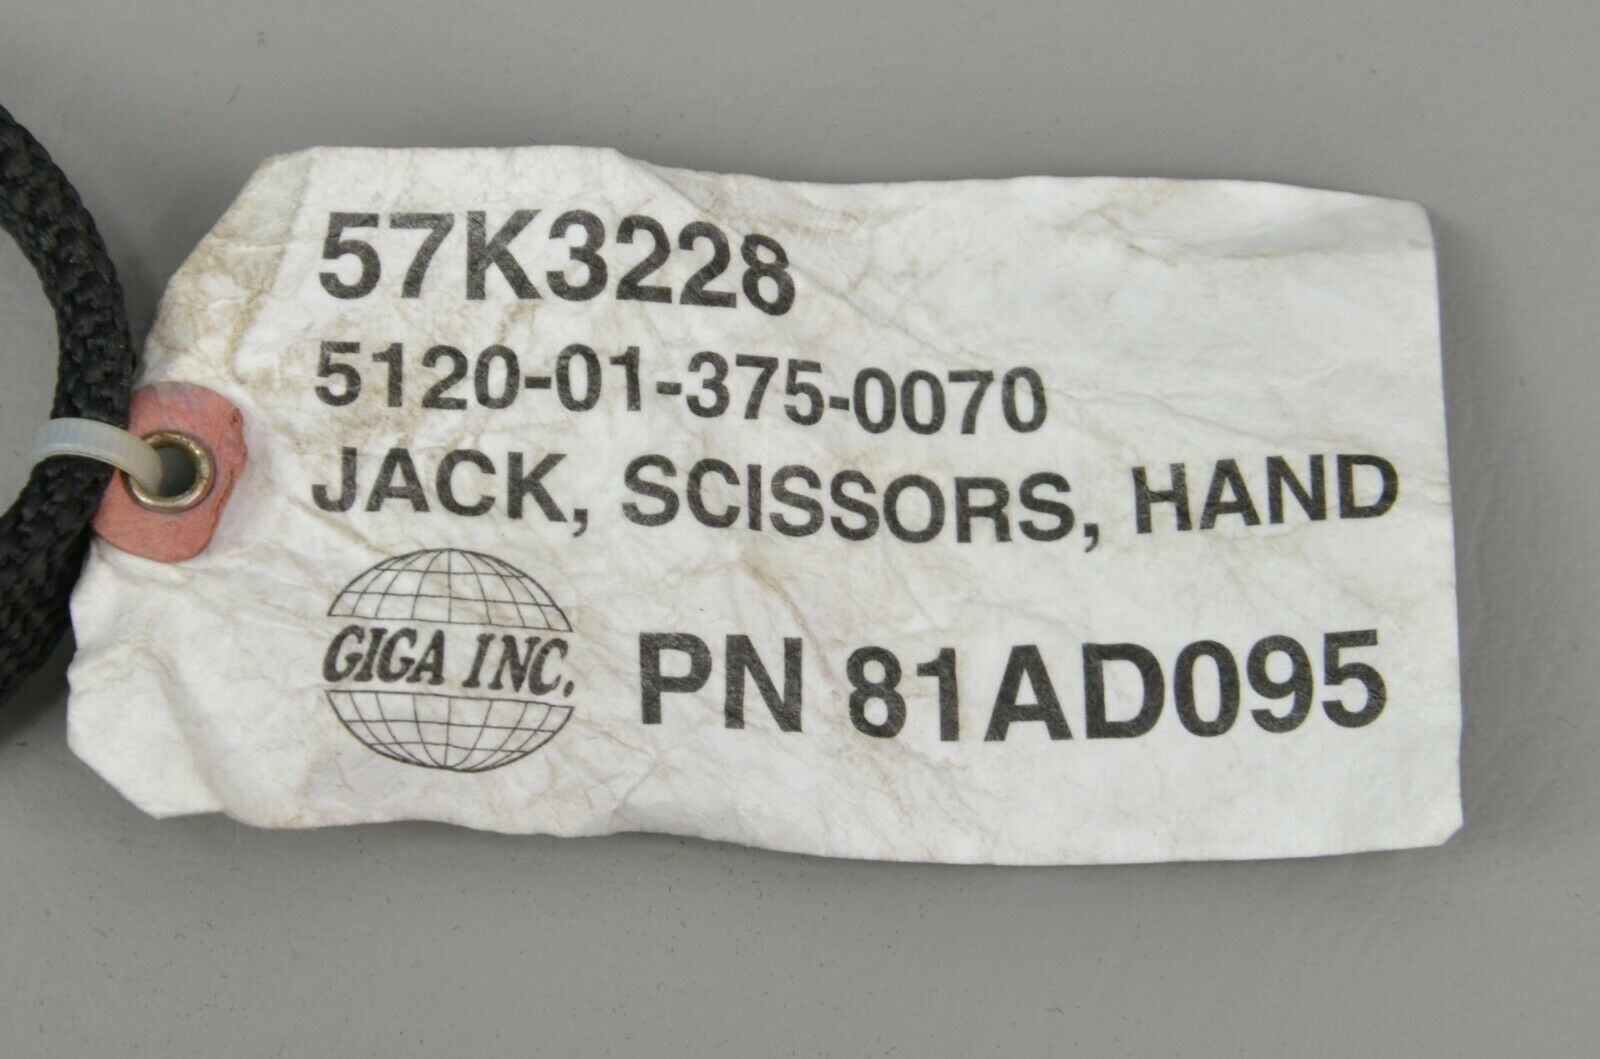 57K3228
5120-01-375-0070
JACK, SCISSORS, HAND
GIGA INC.
PN 81AD095